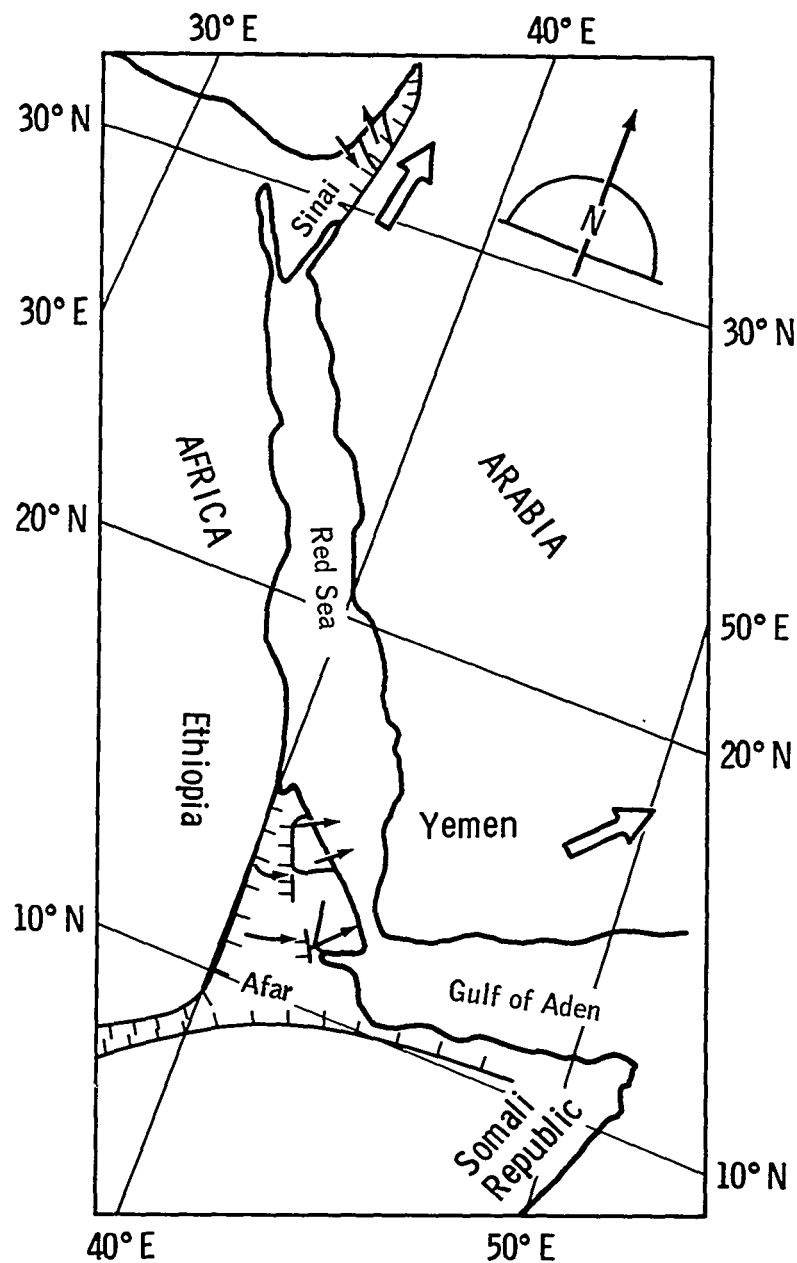 30° E
40° E
30° N
Sinai
N
30° E
30° N
AFRICA
ARABIA
20° N
Red Sea
50° E
Ethiopia
20° N
Yemen
10° N
Afar
Gulf of Aden
Somali
Republic
10° N
40° E
50° E